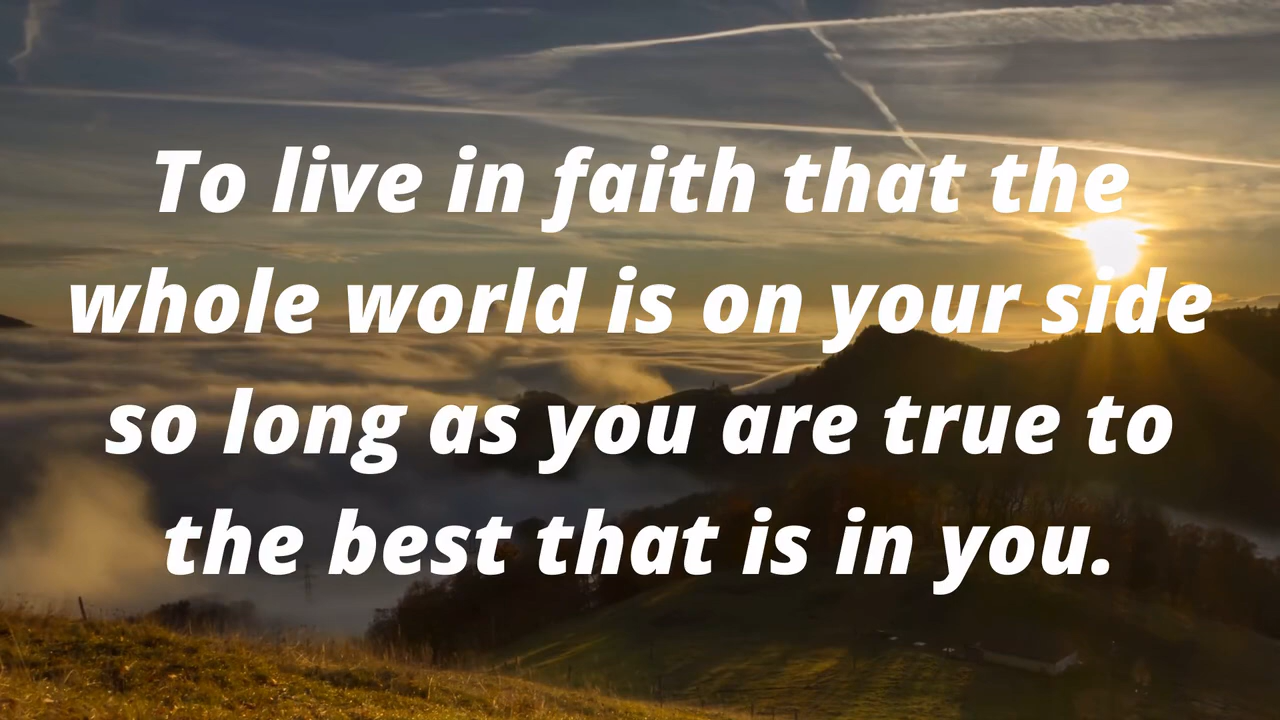 To live in faith that the
whole world is on your side
so long as you are true to
the best that is in you.